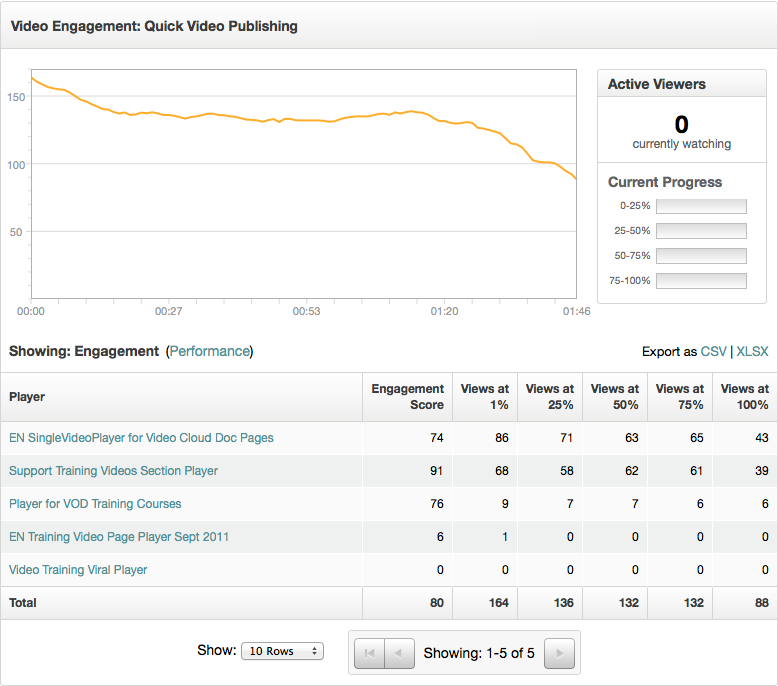 Video Engagement: Quick Video Publishing
150
100
50
00:00 00:27 00:53 01:20 01:46
Active Viewers
0
currently watching
Current Progress
0-25%
25-50%
50-75%
75-100%
Showing: Engagement (Performance)
Export as CSV | XLSX
Player Engagement Score Views at 1% Views at 25% Views at 50% Views at 75% Views at 100%
EN SingleVideoPlayer for Video Cloud Doc Pages 74 86 71 63 65 43
Support Training Videos Section Player 91 68 58 62 61 39
Player for VOD Training Courses 76 9 7 7 6 6
EN Training Video Page Player Sept 2011 6 1 0 0 0 0
Video Training Viral Player 0 0 0 0 0 0
Total 80 164 136 132 132 88
Show: 10 Rows Showing: 1-5 of 5